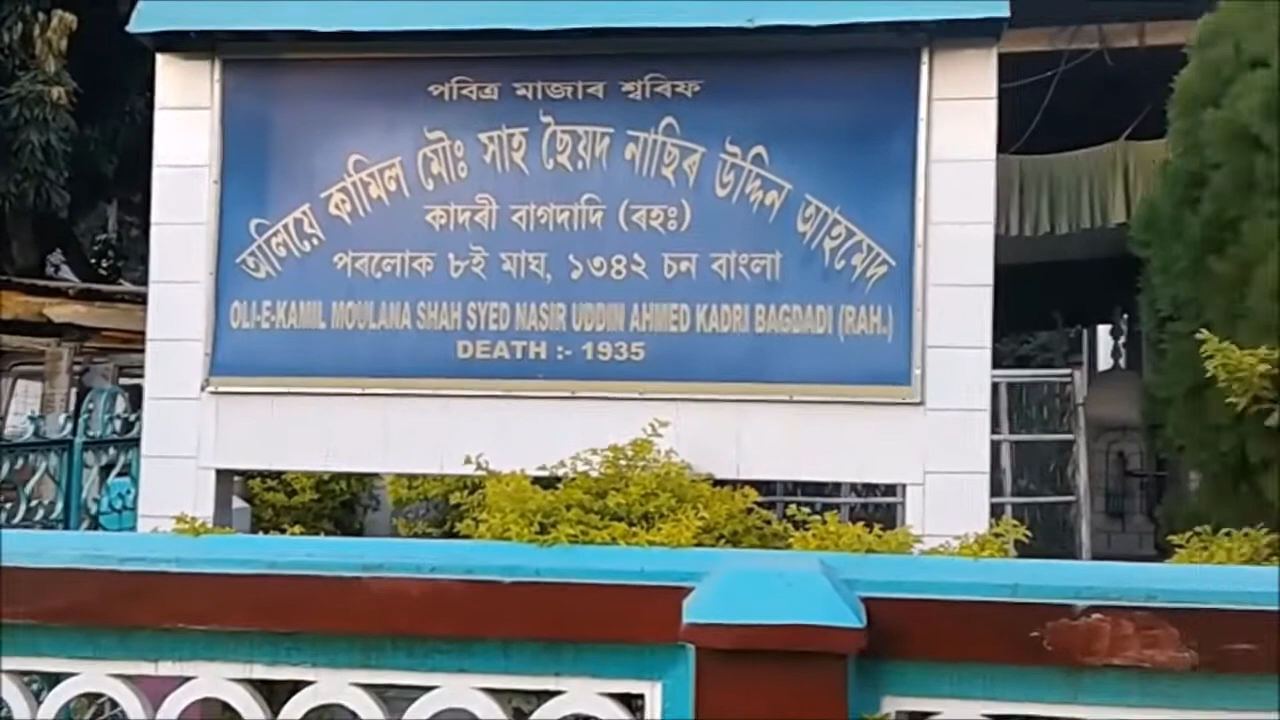 পবিত্ৰ মাজাৰ শ্বৰিফ
অলিয়ে কামিল মৌঃ সাহ ছৈয়দ নাছিৰ উদ্দিন আহমেদ
কাদৰী বাগদাদি (ৰহঃ)
পৰলোক ৮ই মাঘ, ১৩৪২ চন বাংলা
OLI-E-KAMIL MOULANA SHAH SYED NASIR UDDIN AHMED KADRI BAGDADI (RAH.)
DEATH :- 1935